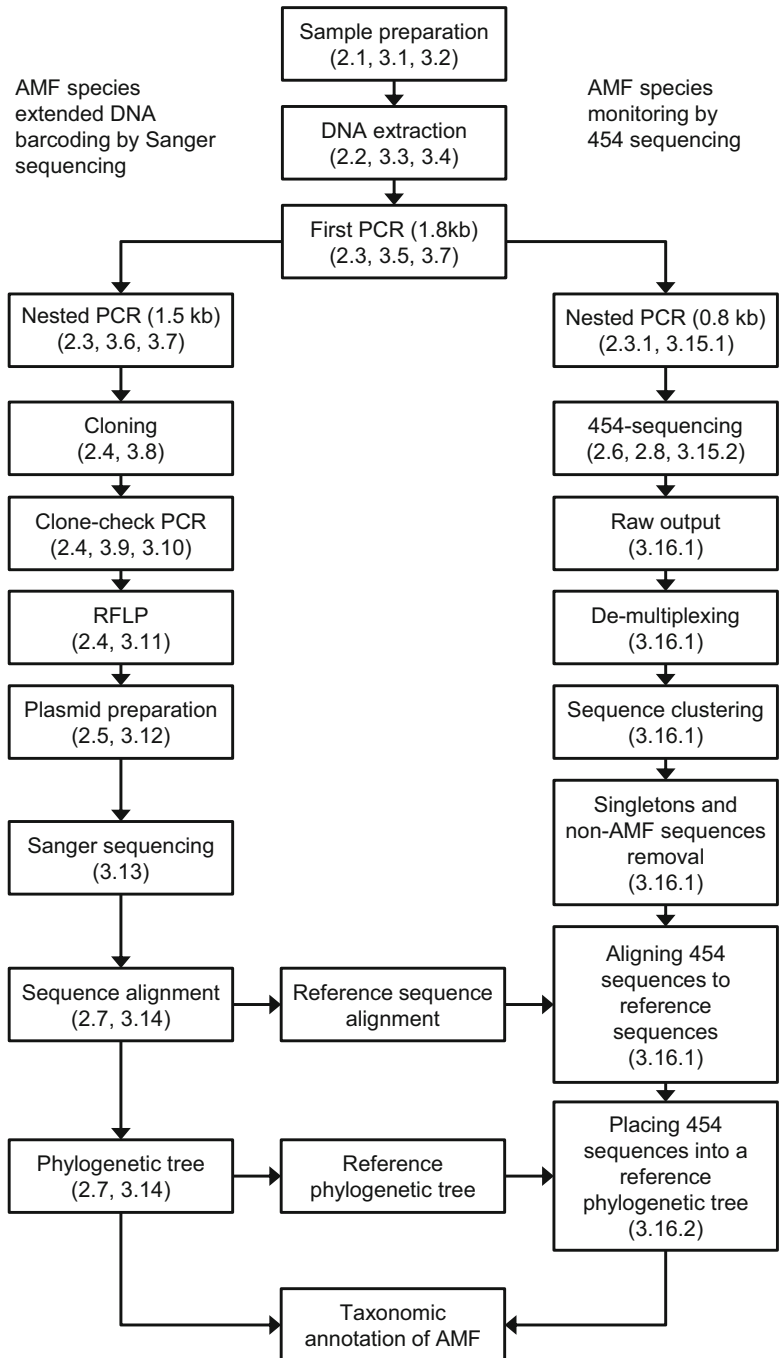 Sample preparation
(2.1, 3.1, 3.2)
AMF species
extended DNA
barcoding by Sanger
sequencing
AMF species
monitoring by
454 sequencing
DNA extraction
(2.2, 3.3, 3.4)
First PCR (1.8kb)
(2.3, 3.5, 3.7)
Nested PCR (1.5 kb)
(2.3, 3.6, 3.7)
Cloning
(2.4, 3.8)
Clone-check PCR
(2.4, 3.9, 3.10)
RFLP
(2.4, 3.11)
Plasmid preparation
(2.5, 3.12)
Sanger sequencing
(3.13)
Sequence alignment
(2.7, 3.14)
Phylogenetic tree
(2.7, 3.14)
Reference sequence
alignment
Reference
phylogenetic tree
Nested PCR (0.8 kb)
(2.3.1, 3.15.1)
454-sequencing
(2.6, 2.8, 3.15.2)
Raw output
(3.16.1)
De-multiplexing
(3.16.1)
Sequence clustering
(3.16.1)
Singletons and
non-AMF sequences
removal
(3.16.1)
Aligning 454
sequences to
reference
sequences
(3.16.1)
Placing 454
sequences into a
reference
phylogenetic tree
(3.16.2)
Taxonomic
annotation of AMF